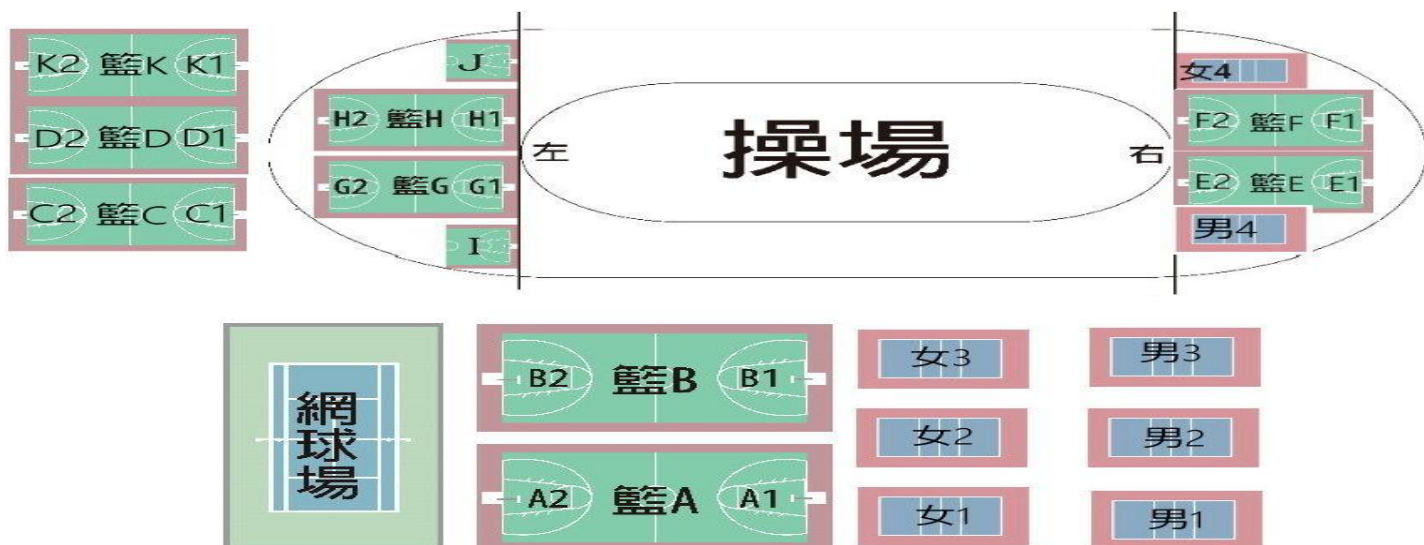 K2 籃K K1
D2 籃D D1
C2 籃C C1
J
H2 籃H H1
G2 籃G G1
I
左
操場
右
女4
F2 籃F F1
E2 籃E E1
男4
網球場
B2 籃B B1
A2 籃A A1
女3
女2
女1
男3
男2
男1